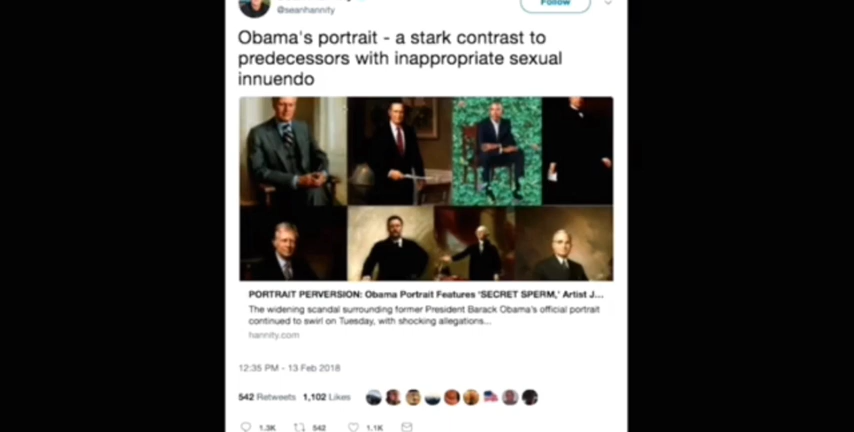 @seanhannity
Follow
Obama's portrait - a stark contrast to
predecessors with inappropriate sexual
innuendo
PORTRAIT PERVERSION: Obama Portrait Features 'SECRET SPERM,' Artist J...
The widening scandal surrounding former President Barack Obama's official portrait
continued to swirl on Tuesday, with shocking allegations...
hannity.com
12:35 PM - 13 Feb 2018
542 Retweets 1,102 Likes
1.3K 542 1.1K